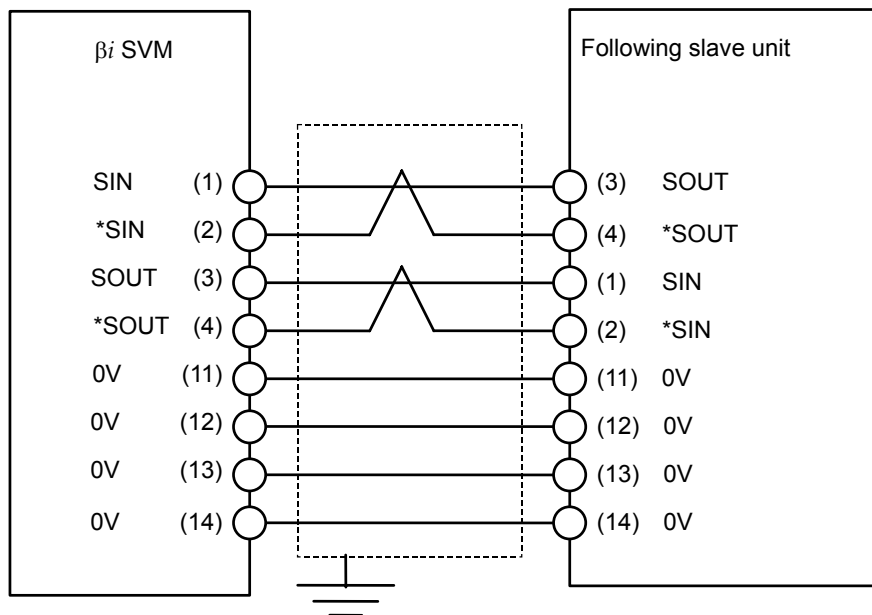 βi SVM Following slave unit
SIN (1) (3) SOUT
*SIN (2) (4) *SOUT
SOUT (3) (1) SIN
*SOUT (4) (2) *SIN
0V (11) (11) 0V
0V (12) (12) 0V
0V (13) (13) 0V
0V (14) (14) 0V